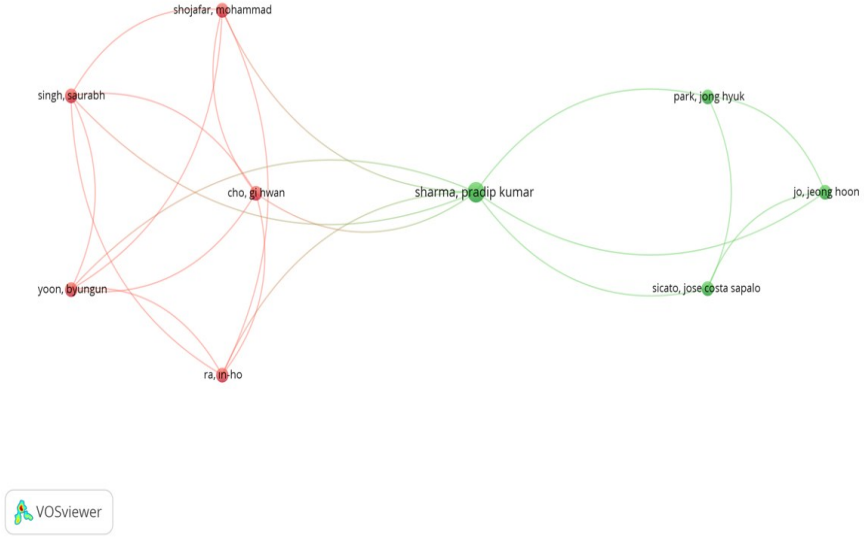 shojafar, mohammad
singh, saurabh
park, jong hyuk
cho, gi hwan
sharma, pradip kumar
jo, jeong hoon
yoon, byungun
sicato, jose costa sapalo
ra, in-ho
VOSviewer